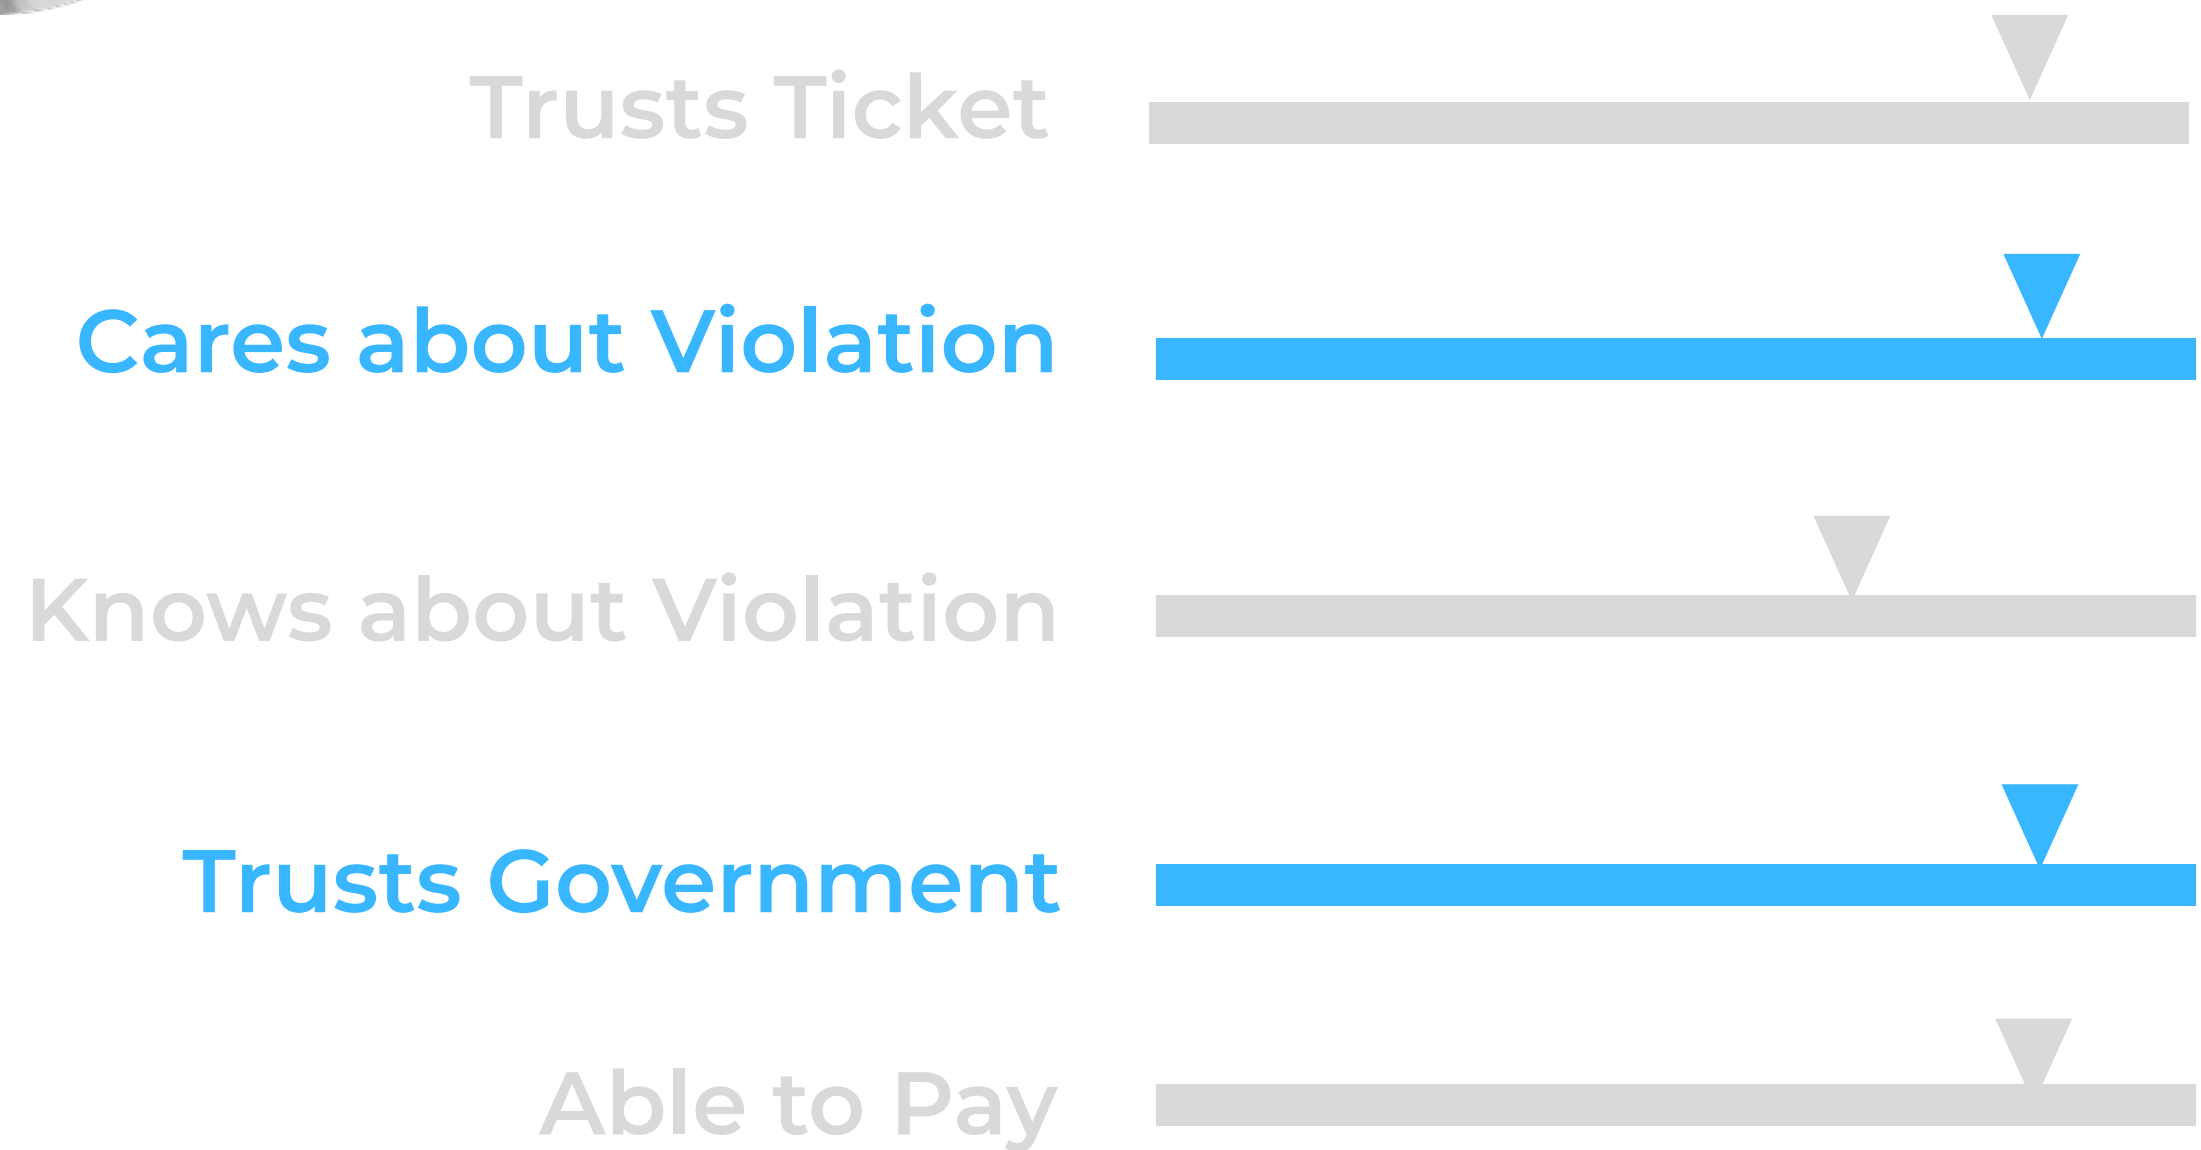 Trusts Ticket
Cares about Violation
Knows about Violation
Trusts Government
Able to Pay